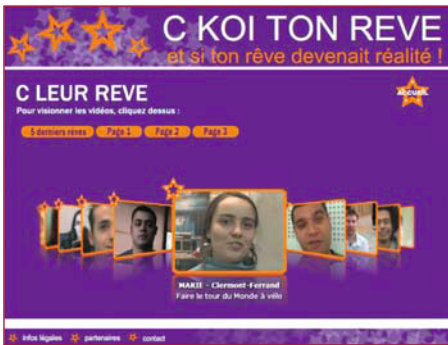 C KOI TON REVE
et si ton rêve devenait réalité !
C LEUR REVE
ACCUEIL
Pour visionner les vidéos, cliquez dessus :
5 derniers rêves Page 1 Page 2 Page 3
MARIE - Clermont-Ferrand
Faire le tour du Monde à vélo
infos légales partenaires contact